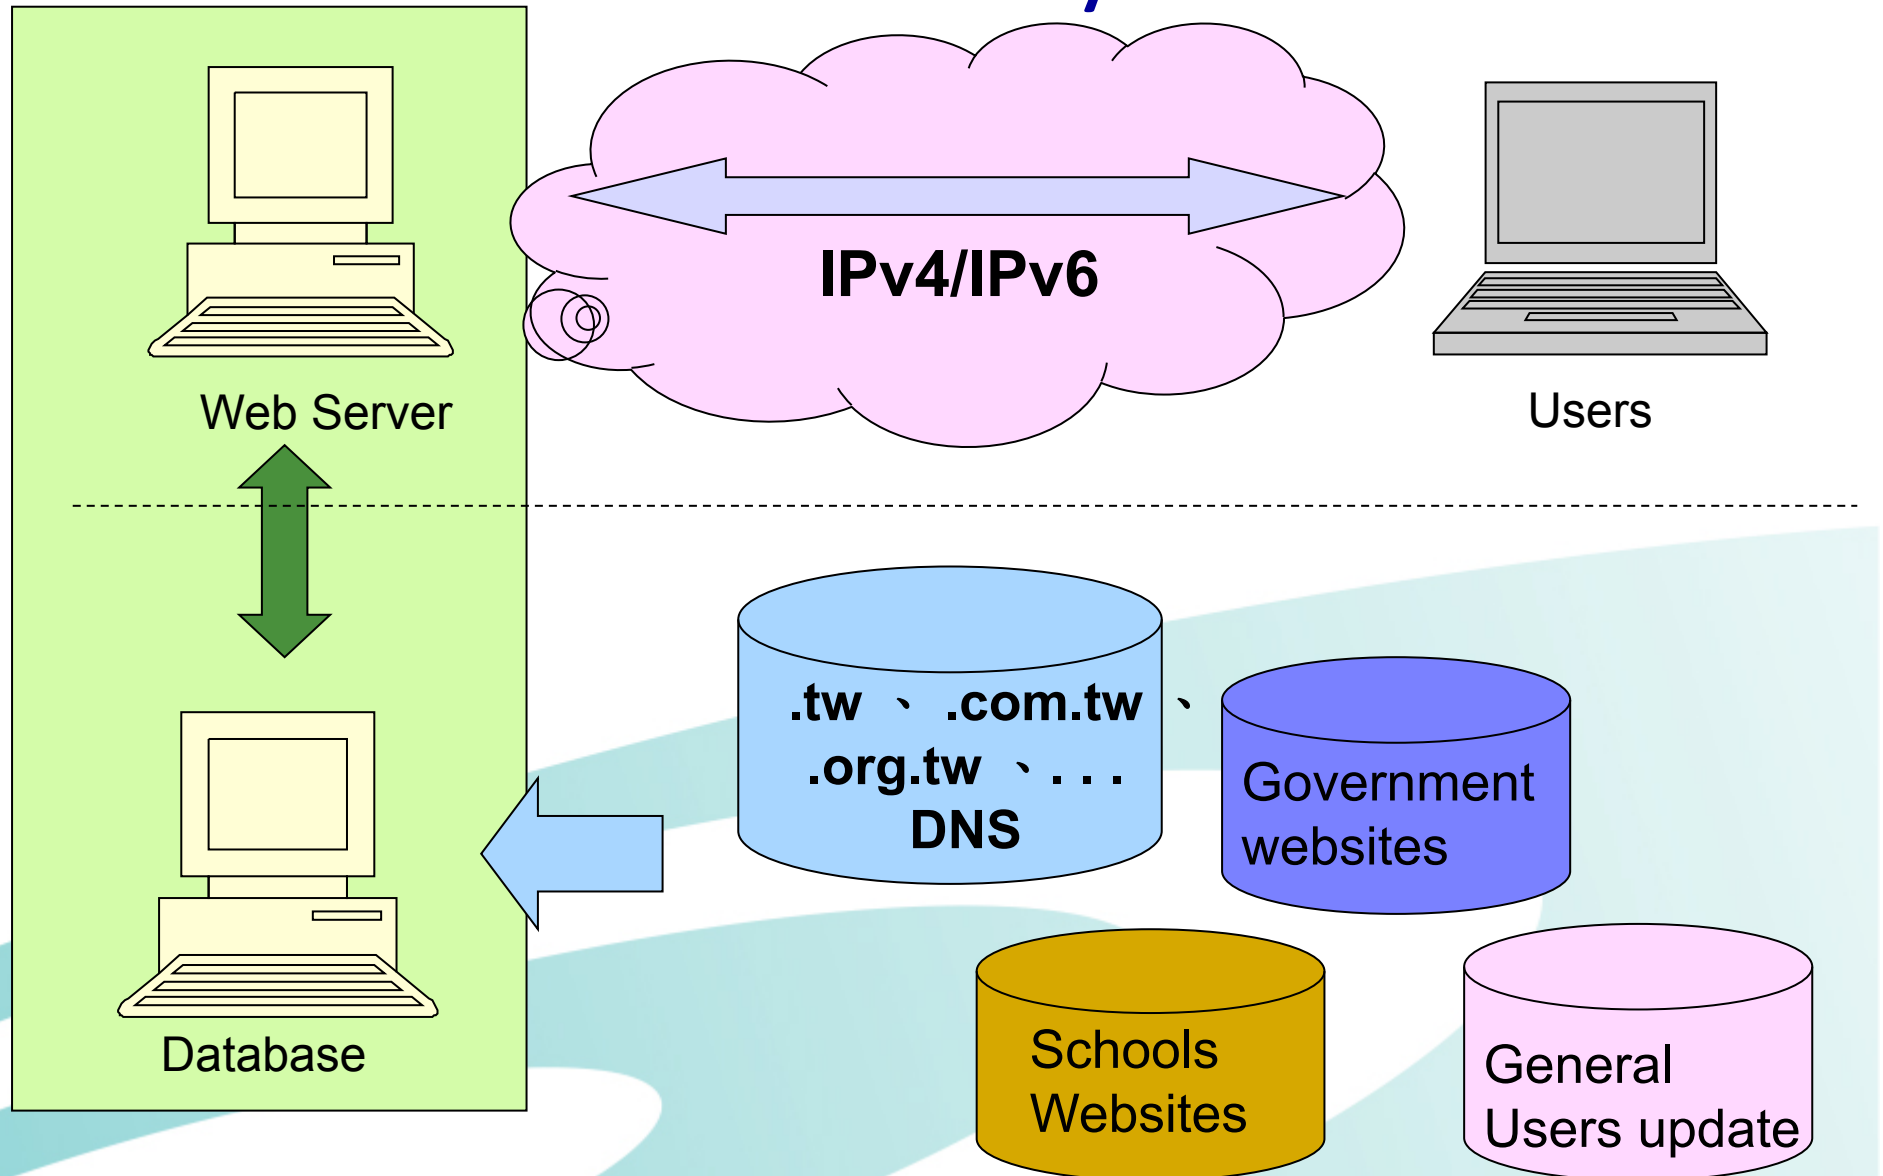 IPv4/IPv6
Web Server
Users
.tw 、 .com.tw 、
.org.tw 、. . .
DNS
Government
websites
Schools
Websites
General
Users update
Database